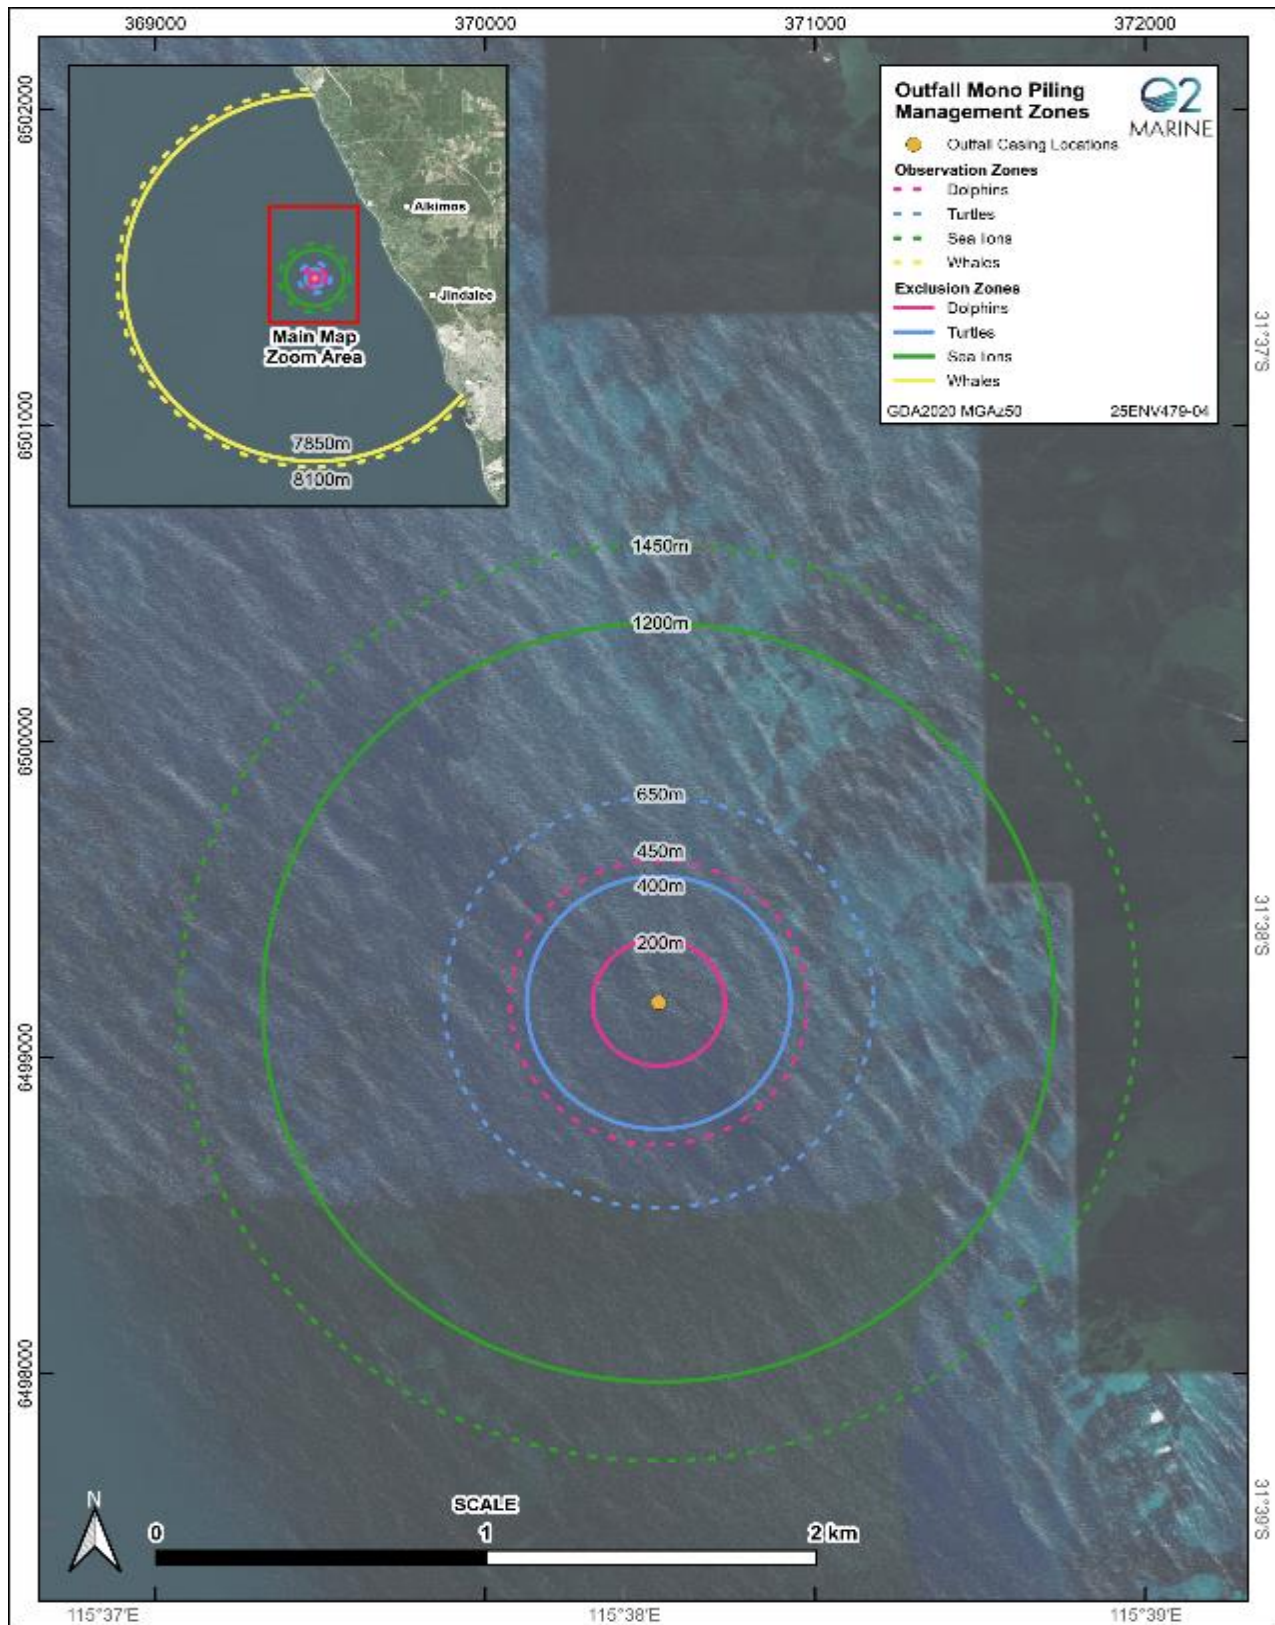 369000
370000
371000
372000
6502000
6501000
6500000
6499000
6498000
Alkimos
Jindalee
Main Map
Zoom Area
7850m
8100m
Outfall Mono Piling
Management Zones
O2
MARINE
Outfall Casing Locations
Observation Zones
Dolphins
Turtles
Sea lions
Whales
Exclusion Zones
Dolphins
Turtles
Sea lions
Whales
GDA2020 MGAz50
25ENV479-04
31°37'S
1450m
1200m
650m
450m
400m
200m
31°38'S
31°39'S
N
SCALE
0
1
2 km
115°37'E
115°38'E
115°39'E